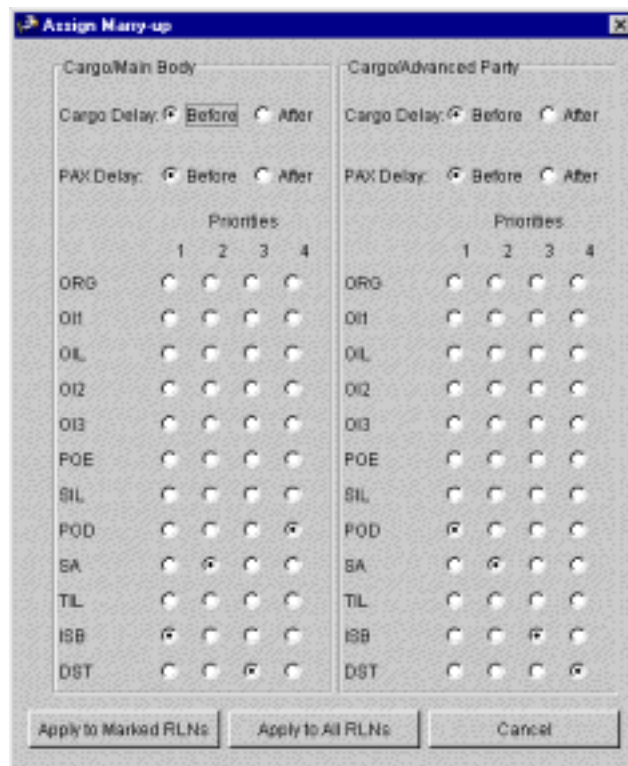 Assign Marry-up
Cargo/Main Body
Cargo Delay: Before After
PAX Delay: Before After
Priorities
1 2 3 4
ORG
OI1
OIL
OI2
OI3
POE
SIL
POD
SA
TIL
ISB
DST
Cargo/Advanced Party
Cargo Delay: Before After
PAX Delay: Before After
Priorities
1 2 3 4
ORG
OI1
OIL
OI2
OI3
POE
SIL
POD
SA
TIL
ISB
DST
Apply to Marked RLNs Apply to All RLNs Cancel